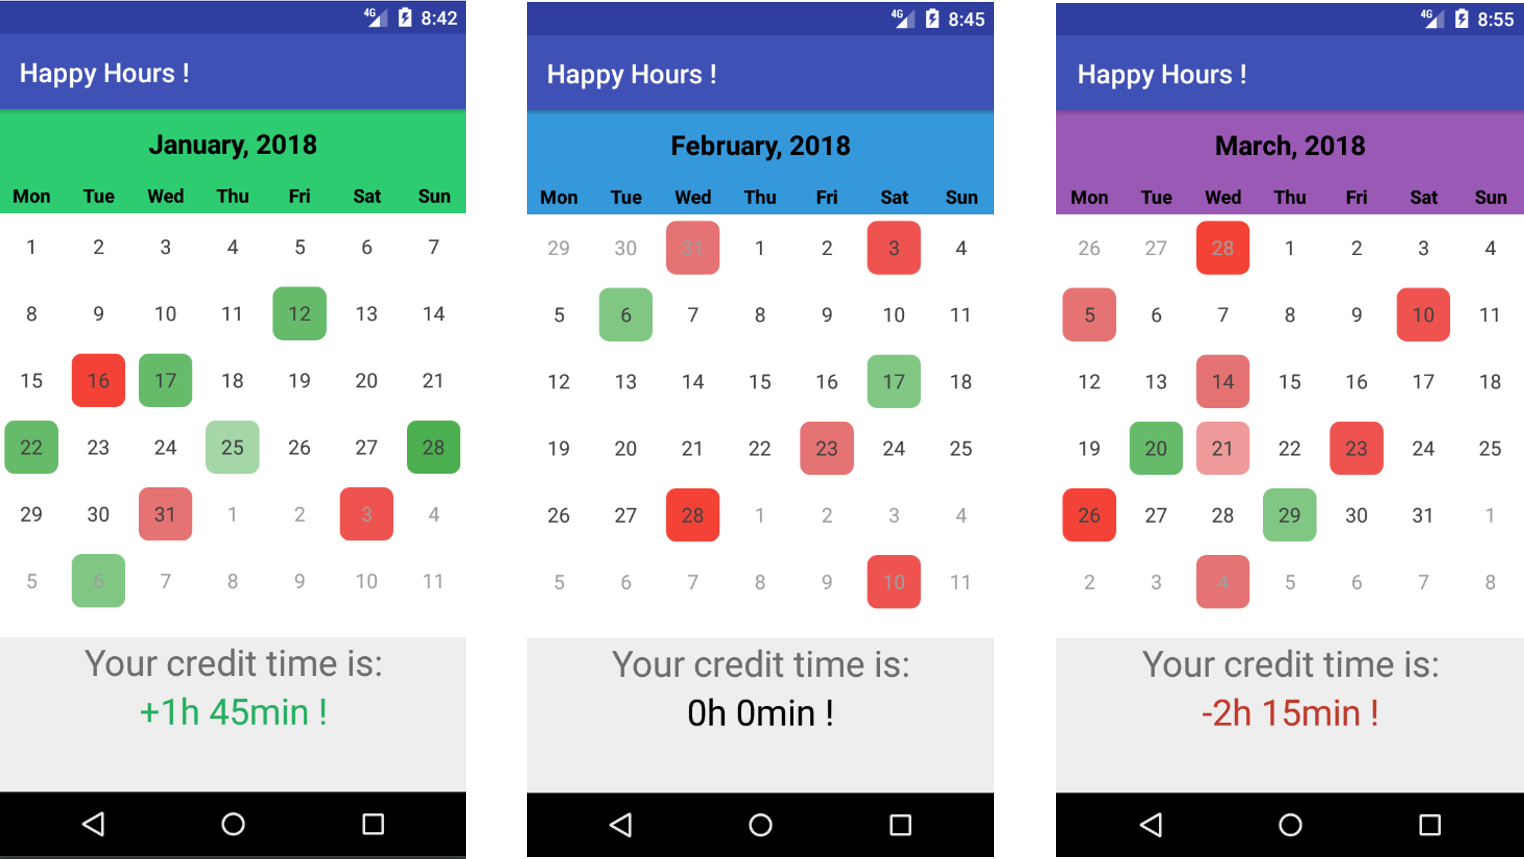 4G 8:42
Happy Hours !
January, 2018
Mon Tue Wed Thu Fri Sat Sun
1 2 3 4 5 6 7
8 9 10 11 12 13 14
15 16 17 18 19 20 21
22 23 24 25 26 27 28
29 30 31 1 2 3 4
5 6 7 8 9 10 11
Your credit time is:
+1h 45min !
4G 8:45
Happy Hours !
February, 2018
Mon Tue Wed Thu Fri Sat Sun
29 30 31 1 2 3 4
5 6 7 8 9 10 11
12 13 14 15 16 17 18
19 20 21 22 23 24 25
26 27 28 1 2 3 4
5 6 7 8 9 10 11
Your credit time is:
0h 0min !
4G 8:55
Happy Hours !
March, 2018
Mon Tue Wed Thu Fri Sat Sun
26 27 28 1 2 3 4
5 6 7 8 9 10 11
12 13 14 15 16 17 18
19 20 21 22 23 24 25
26 27 28 29 30 31 1
2 3 4 5 6 7 8
Your credit time is:
-2h 15min !